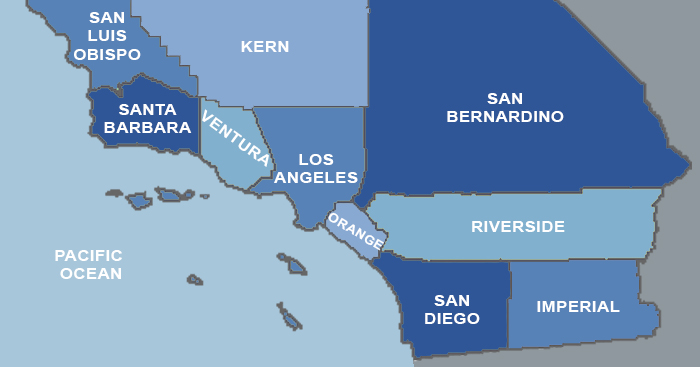 SAN
LUIS
OBISPO
KERN
SAN
BERNARDINO
SANTA
BARBARA
VENTURA
LOS
ANGELES
ORANGE
RIVERSIDE
PACIFIC
OCEAN
SAN
DIEGO
IMPERIAL